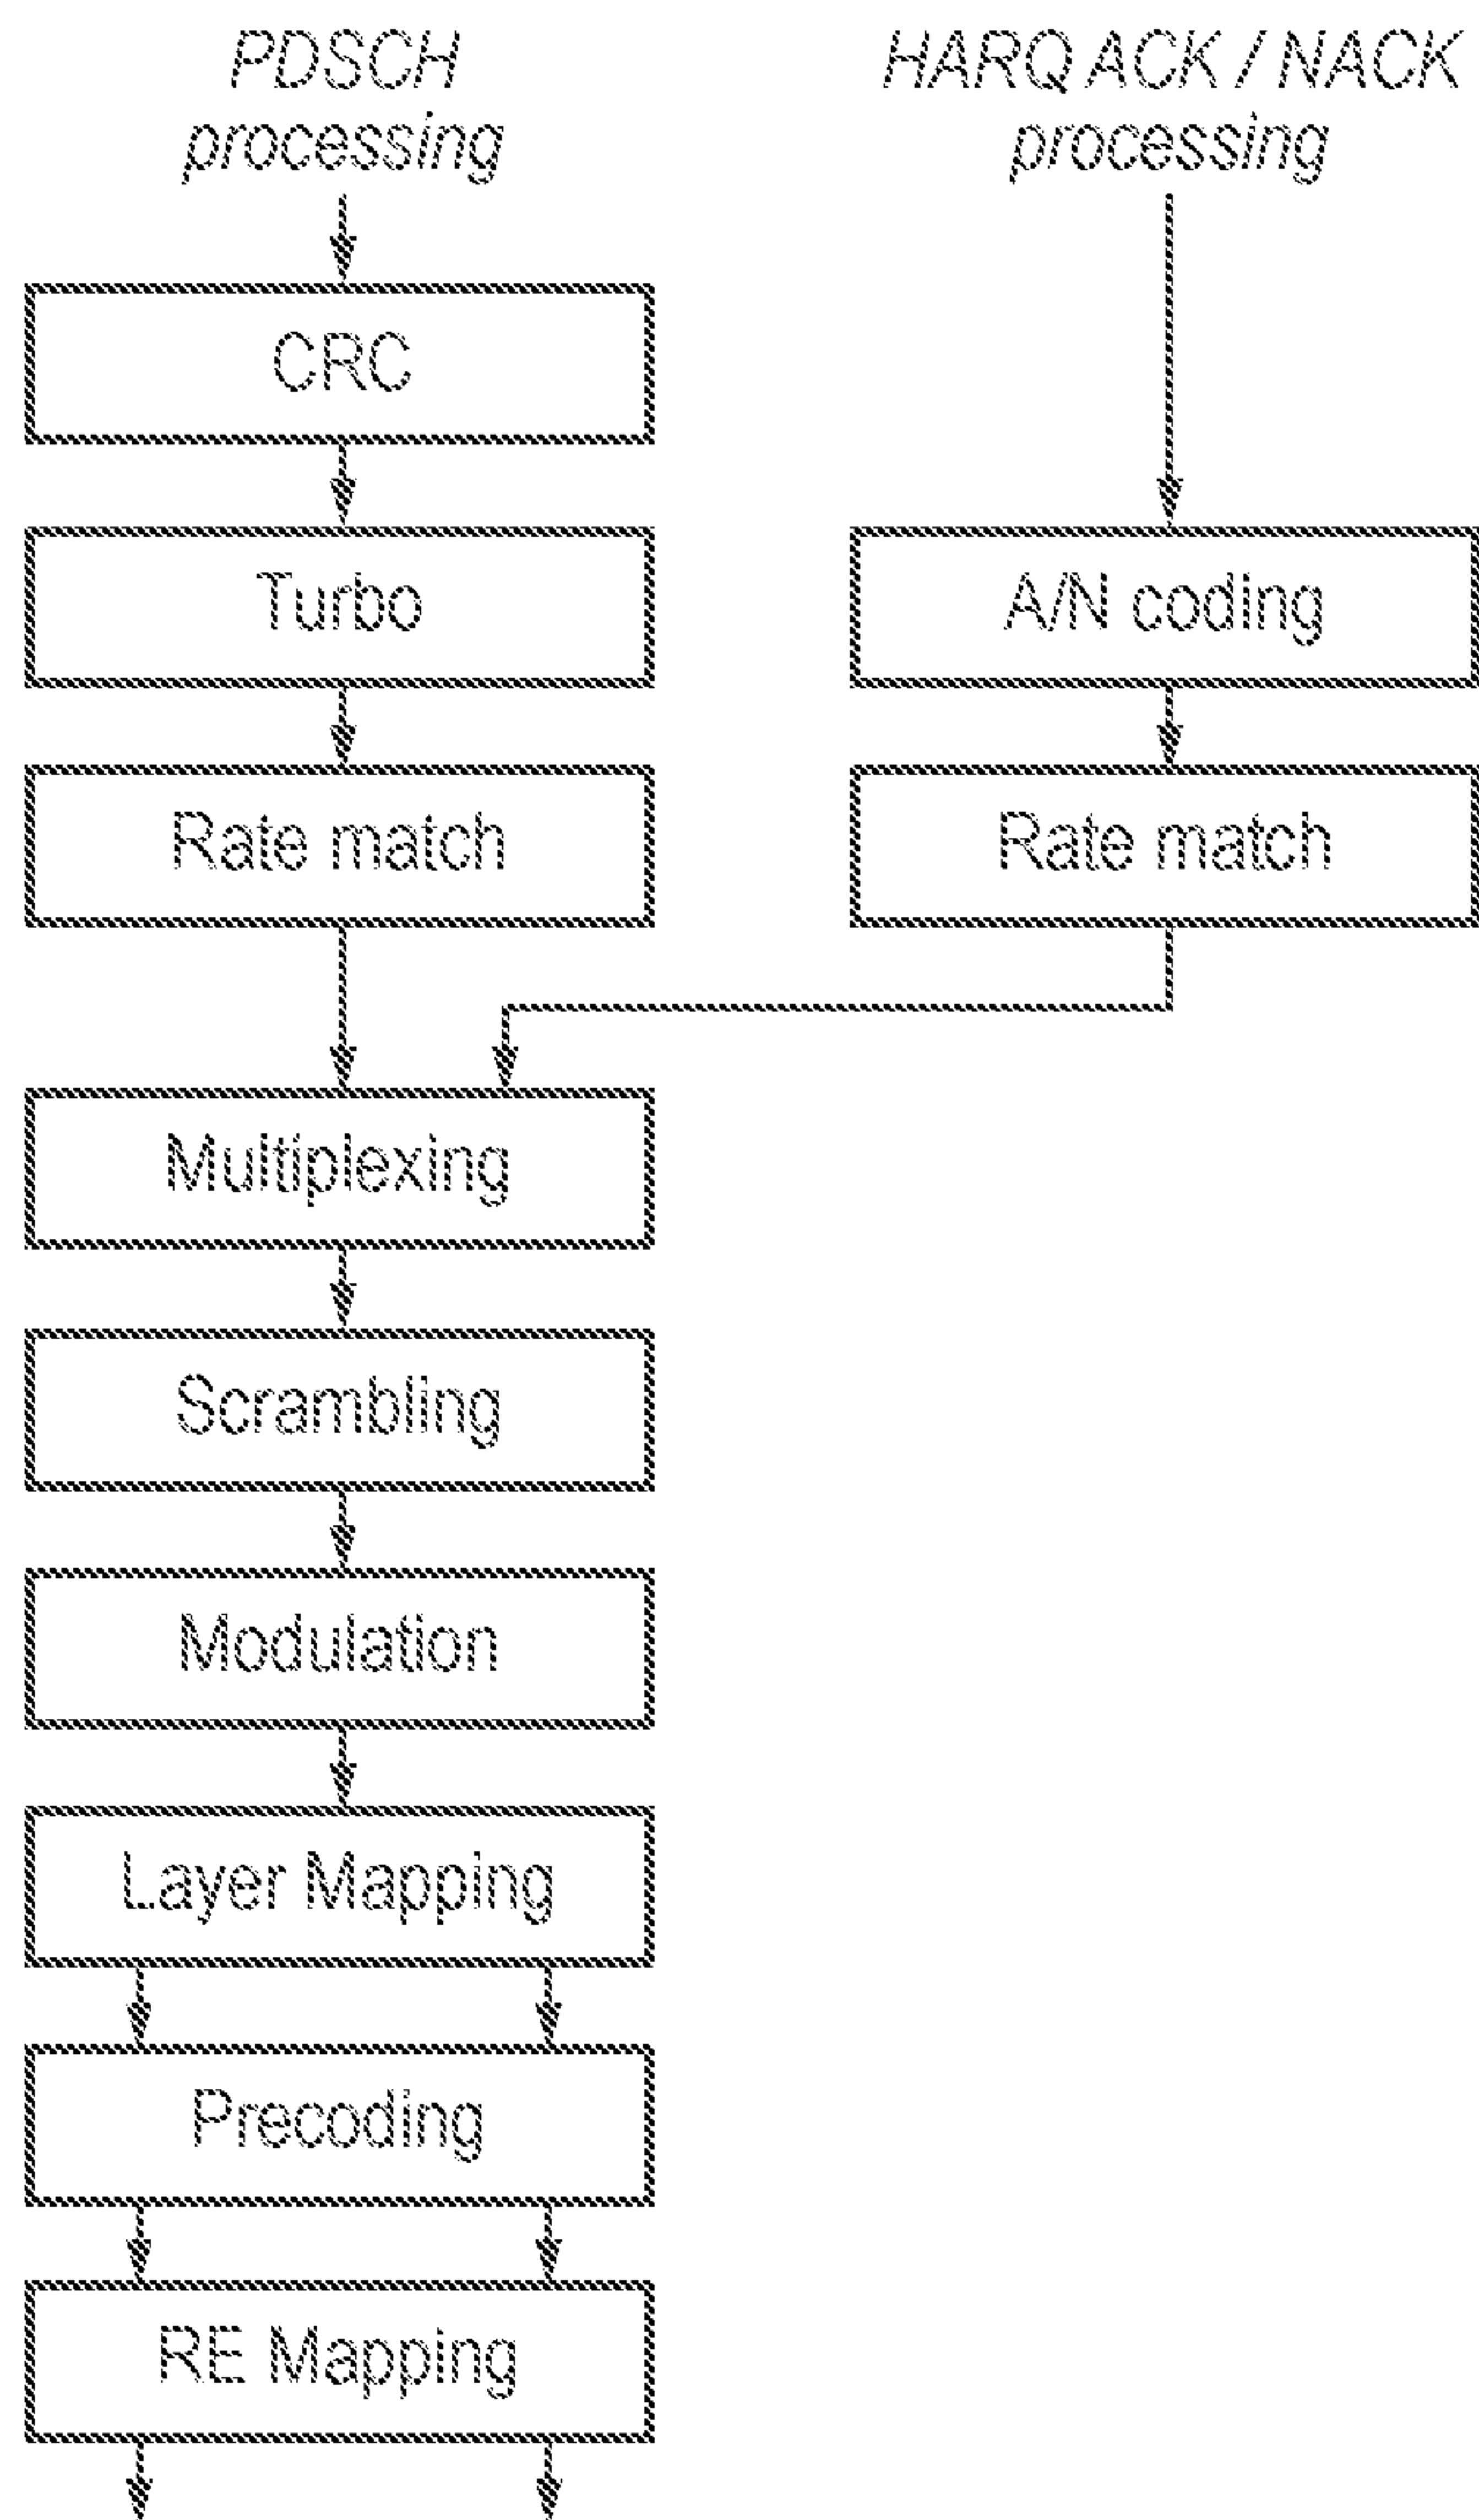 PDSCH
processing
HARQ ACK / NACK
processing
CRC
Turbo
A/N coding
Rate match
Rate match
Multiplexing
Scrambling
Modulation
Layer Mapping
Precoding
RE Mapping